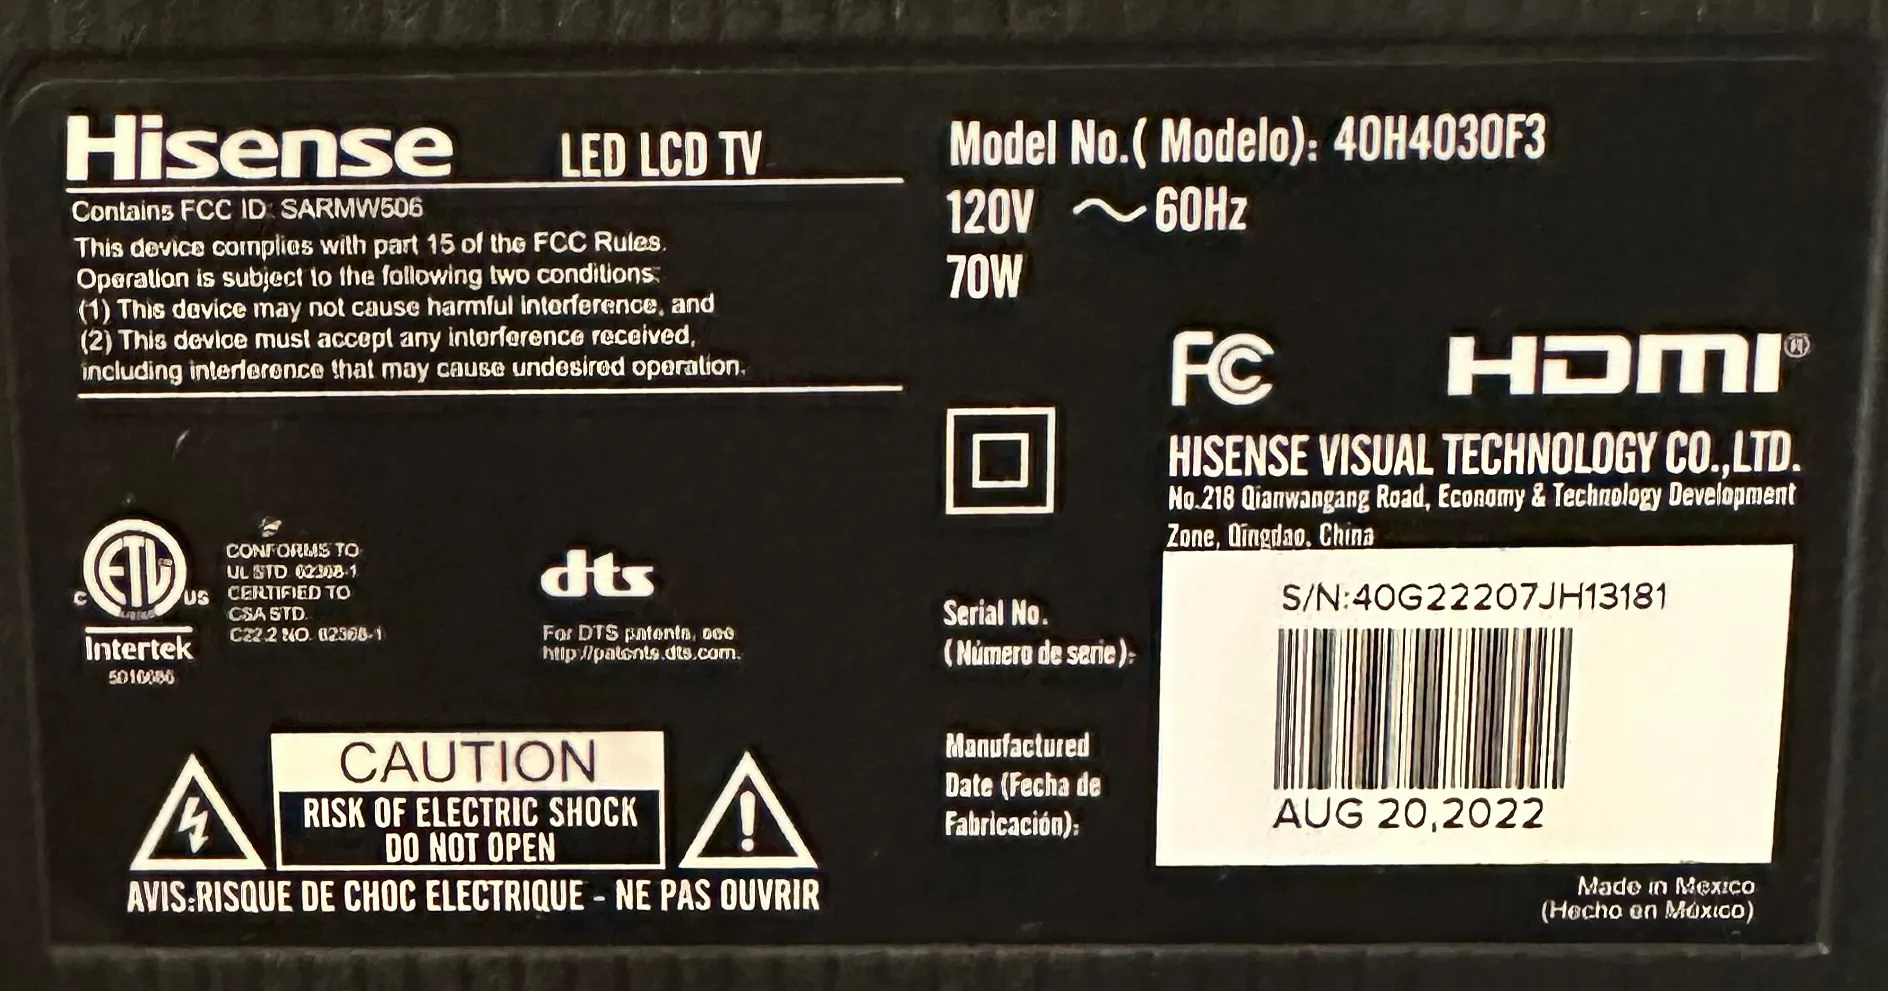 Hisense LED LCD TV
Contains FCC ID: SARMW506
This device complies with part 15 of the FCC Rules.
Operation is subject to the following two conditions:
(1) This device may not cause harmful interference, and
(2) This device must accept any interference received,
including interference that may cause undesired operation.
Model No.( Modelo): 40H4030F3
120V ～ 60Hz
70W
FC HDMI®
HISENSE VISUAL TECHNOLOGY CO.,LTD.
No.218 Qianwangang Road, Economy & Technology Development
Zone, Qingdao, China
ETL
C US
Intertek
CONFORMS TO
UL STD.
CERTIFIED TO
CSA STD.
C22.2 NO.
dts
For DTS patents, see
http://patents.dts.com.
Serial No.
(Número de serie):
S/N:40G22207JH13181
Manufactured
Date (Fecha de
Fabricación):
AUG 20,2022
CAUTION
RISK OF ELECTRIC SHOCK
DO NOT OPEN
AVIS:RISQUE DE CHOC ELECTRIQUE - NE PAS OUVRIR
Made in Mexico
(Hecho en México)